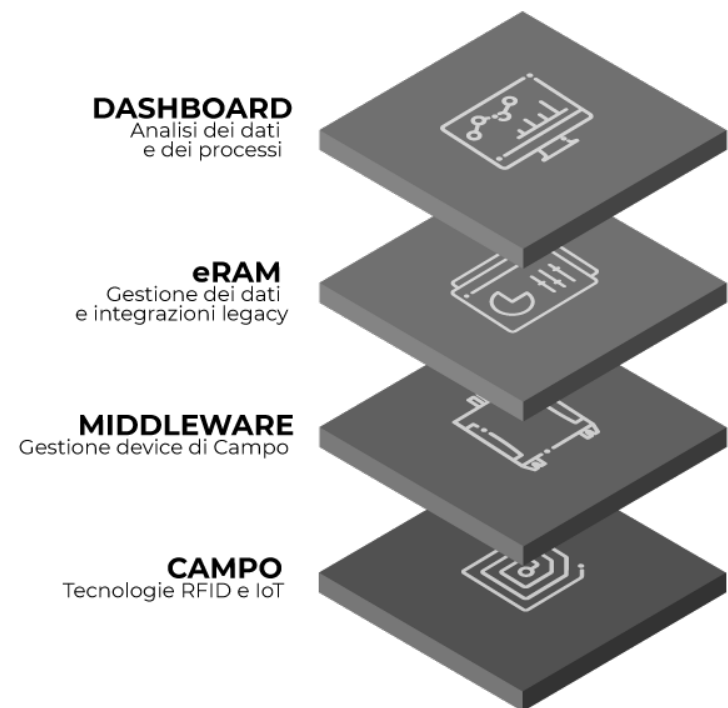 DASHBOARD
Analisi dei dati
e dei processi
eRAM
Gestione dei dati
e integrazioni legacy
MIDDLEWARE
Gestione device di Campo
CAMPO
Tecnologie RFID e IoT